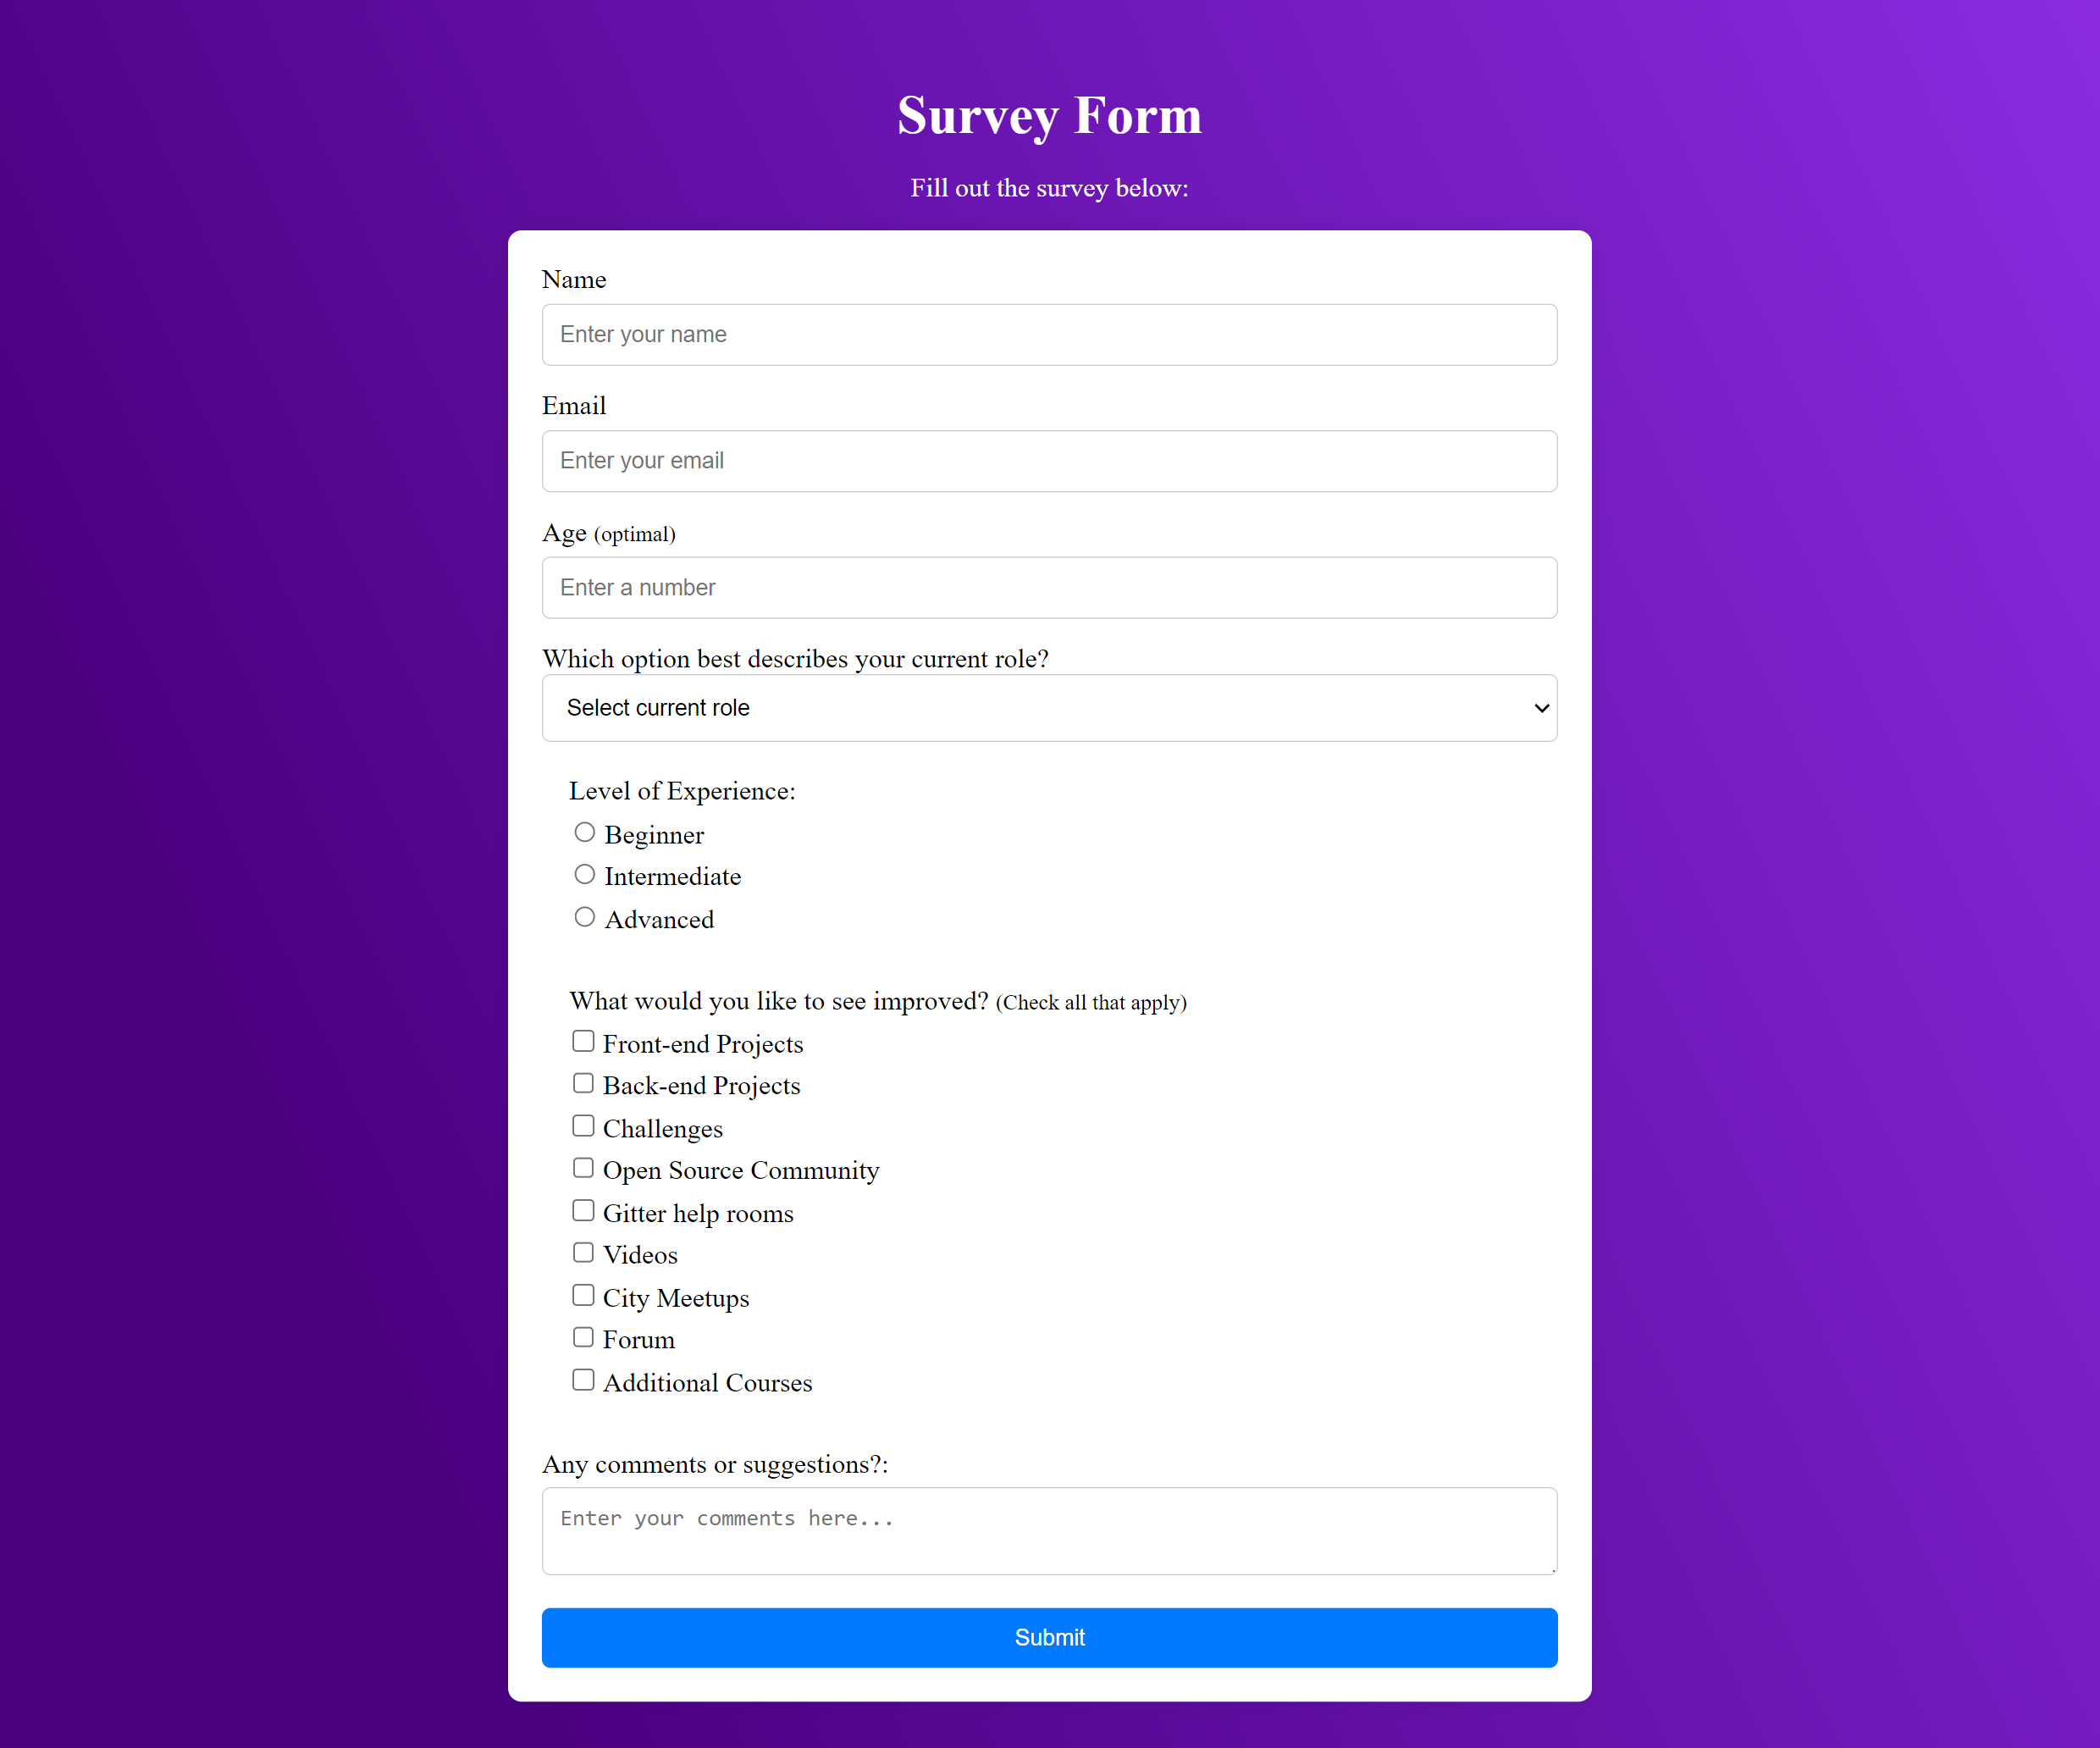 Survey Form
Fill out the survey below:
Name
Enter your name
Email
Enter your email
Age (optimal)
Enter a number
Which option best describes your current role?
Select current role
Level of Experience:
Beginner
Intermediate
Advanced
What would you like to see improved? (Check all that apply)
Front-end Projects
Back-end Projects
Challenges
Open Source Community
Gitter help rooms
Videos
City Meetups
Forum
Additional Courses
Any comments or suggestions?:
Enter your comments here...
Submit